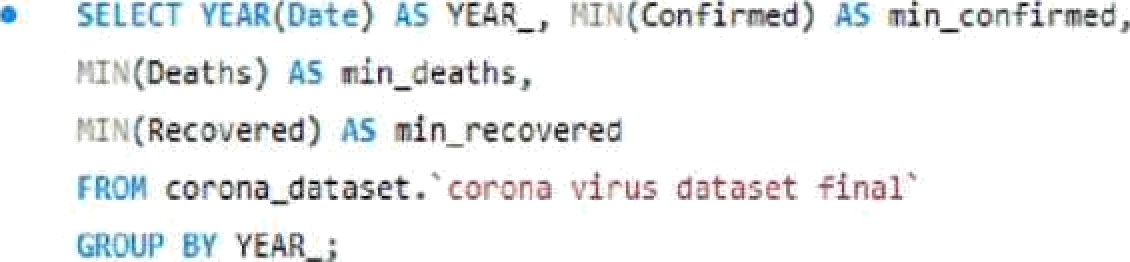 SELECT YEAR(Date) AS YEAR_, MIN(Confirmed) AS min_confirmed,
MIN(Deaths) AS min_deaths,
MIN(Recovered) AS min_recovered
FROM corona_dataset.`corona virus dataset final`
GROUP BY YEAR_;